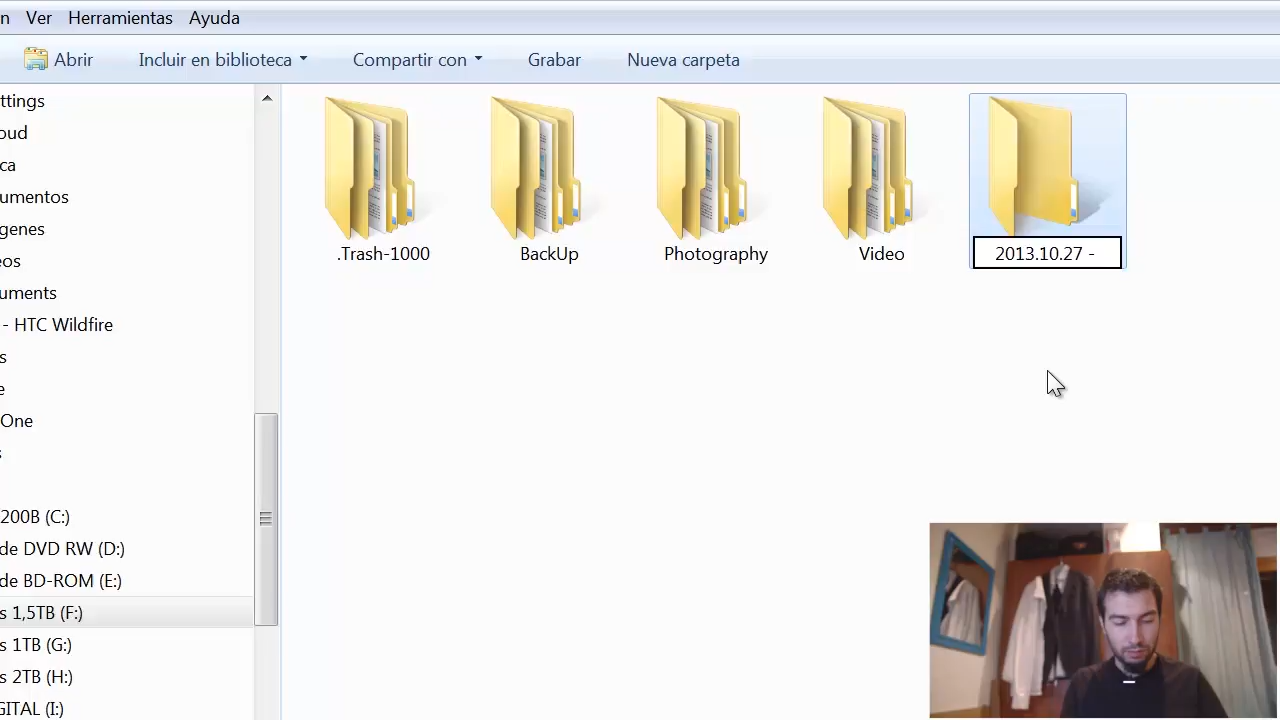 n Ver Herramientas Ayuda
Abrir Incluir en biblioteca Compartir con Grabar Nueva carpeta
ttings
oud
ca
umentos
genes
eos
uments
- HTC Wildfire
s
e
One
s
200B (C:)
de DVD RW (D:)
de BD-ROM (E:)
s 1,5TB (F:)
s 1TB (G:)
s 2TB (H:)
GITAL (I:)
.Trash-1000
BackUp
Photography
Video
2013.10.27 -